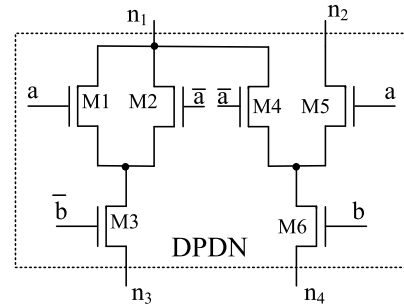 n₁ n₂
a M1 M2 a̅ a̅ M4 M5 a
b̅ M3 M6 b
DPDN
n₃ n₄